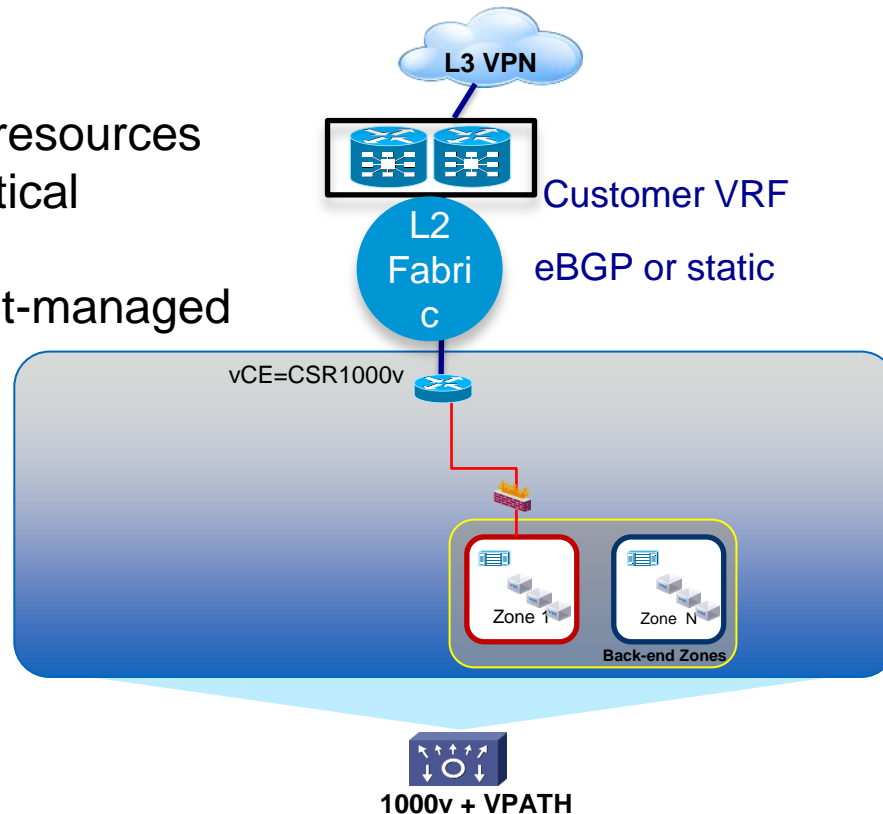 L3 VPN
resources
tical
Customer VRF
L2
Fabri
c
eBGP or static
t-managed
vCE=CSR1000v
Zone 1
Zone N
Back-end Zones
1000v + VPATH